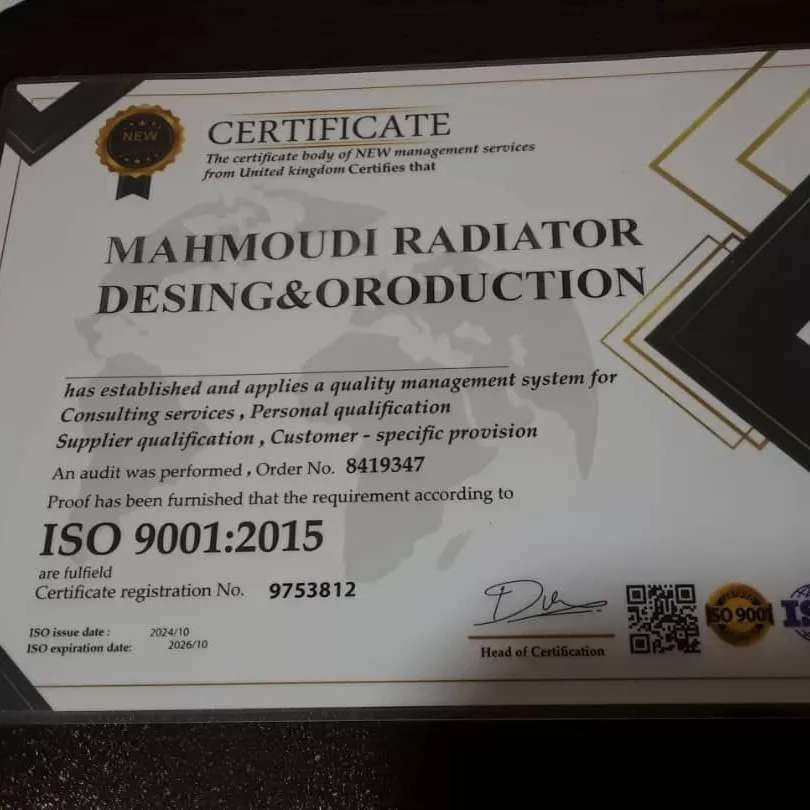 NEW
CERTIFICATE
The certificate body of NEW management services
from United kingdom Certifies that
MAHMOUDI RADIATOR
DESING&ORODUCTION
has established and applies a quality management system for
Consulting services , Personal qualification
Supplier qualification , Customer - specific provision
An audit was performed , Order No. 8419347
Proof has been furnished that the requirement according to
ISO 9001:2015
are fulfield
Certificate registration No. 9753812
ISO issue date : 2024/10
ISO expiration date: 2026/10
Head of Certification
ISO 9001